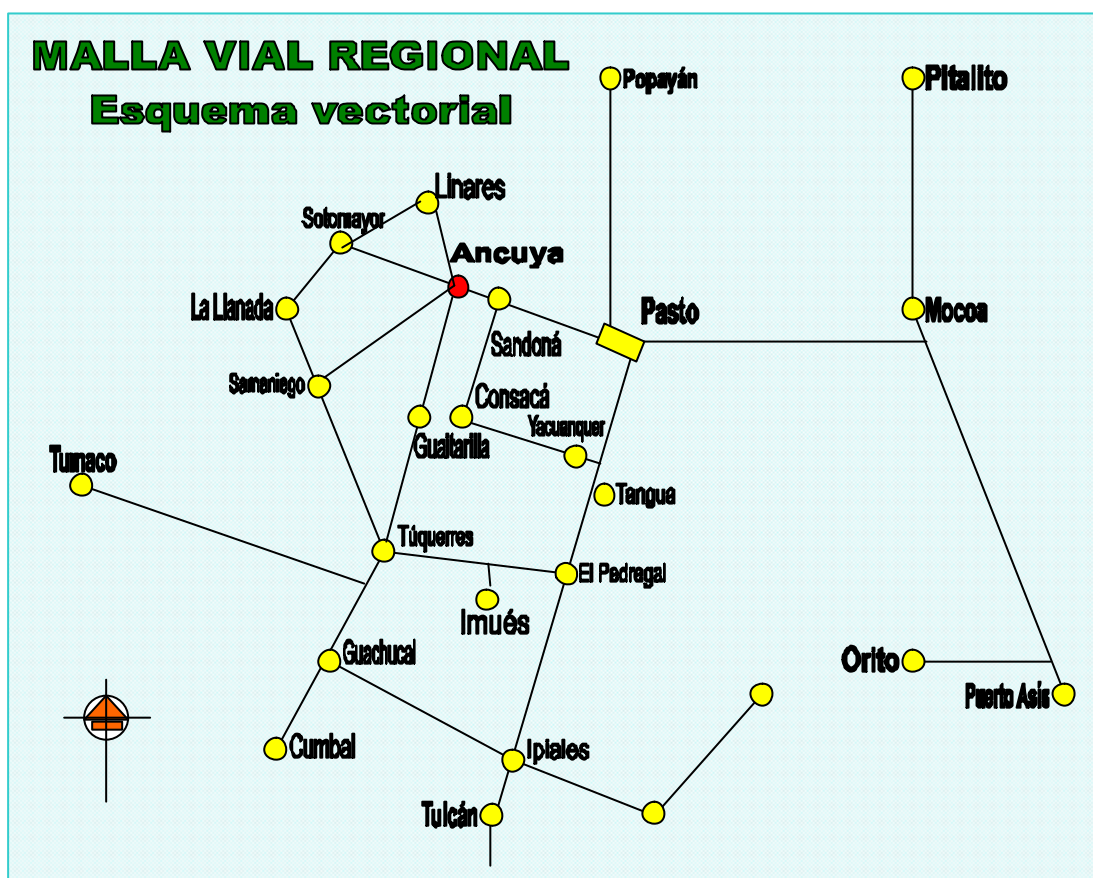 MALLA VIAL REGIONAL
Esquema vectorial
Popayán
Pitalito
Linares
Sotomayor
Ancuya
La Llanada
Pasto
Mocoa
Sandoná
Samaniego
Consacá
Yacuanquer
Gualtarilla
Tumaco
Tangua
Túquerres
El Pedregal
Imués
Guachucal
Orito
Puerto Asís
Cumbal
Ipiales
Tulcán